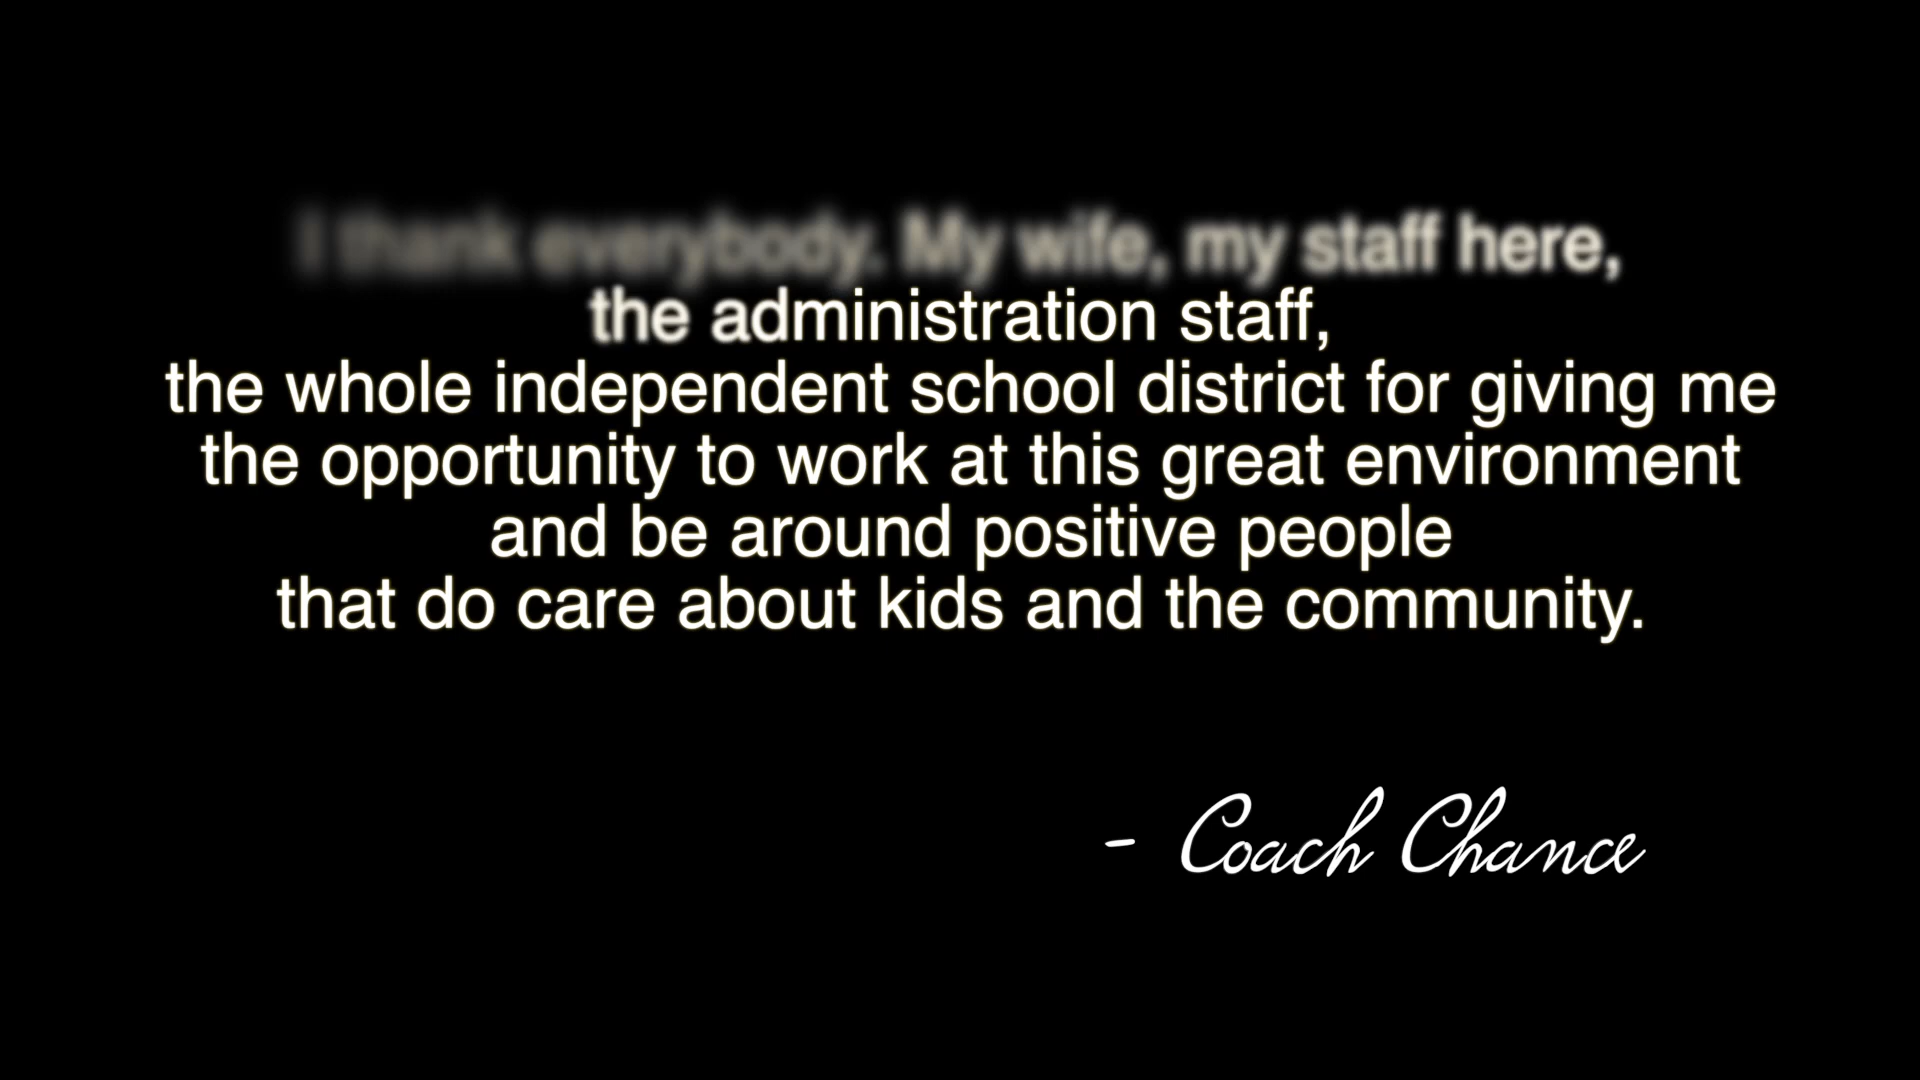 I thank everybody. My wife, my staff here,
the administration staff,
the whole independent school district for giving me
the opportunity to work at this great environment
and be around positive people
that do care about kids and the community.
- Coach Chance